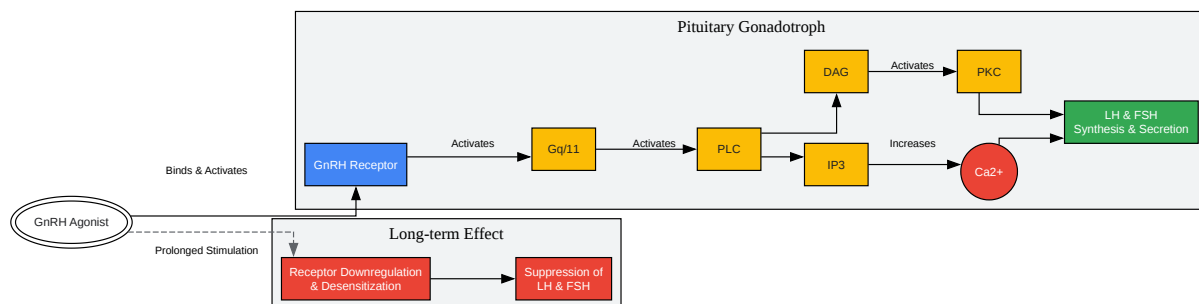 Pituitary Gonadotroph
DAG
Activates
PKC
LH & FSH
Synthesis & Secretion
GnRH Receptor
Activates
Gq/11
Activates
PLC
IP3
Increases
Ca2+
Binds & Activates
GnRH Agonist
Prolonged Stimulation
Long-term Effect
Receptor Downregulation
& Desensitization
Suppression of
LH & FSH